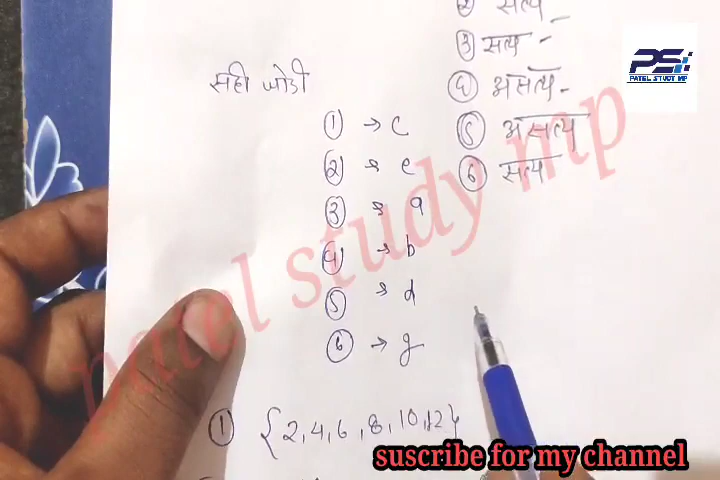 ② सत्य
③ सत्य -
④ असत्य -
⑤ असत्य
⑥ सत्य
PS
PATEL STUDY MP
सही जोडी
① → c
② → e
③ → a
④ → b
⑤ → d
⑥ → g
patel study mp
① {2,4,6,8,10,12}
suscribe for my channel